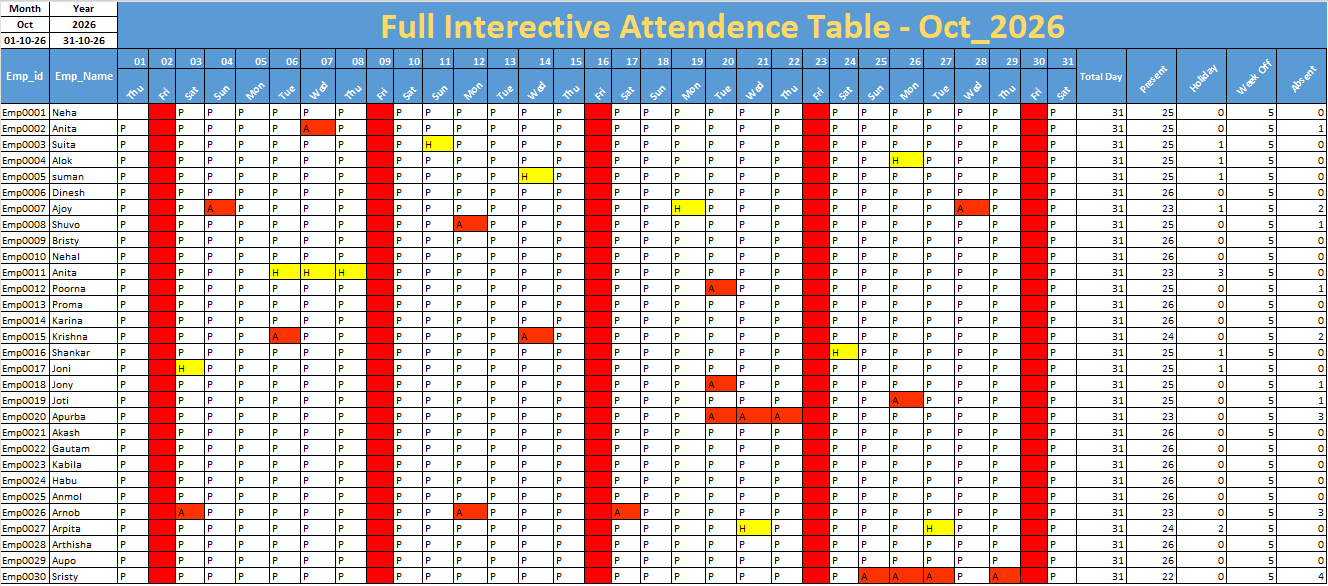 Month Year
Oct 2026
01-10-26 31-10-26
Full Interective Attendence Table - Oct_2026
Emp_id Emp_Name 01 02 03 04 05 06 07 08 09 10 11 12 13 14 15 16 17 18 19 20 21 22 23 24 25 26 27 28 29 30 31 Total Day Present Holiday Week Off Absent
Thu Fri Sat Sun Mon Tue Wed Thu Fri Sat Sun Mon Tue Wed Thu Fri Sat Sun Mon Tue Wed Thu Fri Sat Sun Mon Tue Wed Thu Fri Sat
Emp0001 Neha P P P P P P P P P P P P P P P P P P P P P P P P P 31 25 0 5 0
Emp0002 Anita P P P P P A P P P P P P P P P P P P P P P P P P P P 31 25 0 5 1
Emp0003 Suita P P P P P P P P H P P P P P P P P P P P P P P P P P 31 25 1 5 0
Emp0004 Alok P P P P P P P P P P P P P P P P P P P P P H P P P P 31 25 1 5 0
Emp0005 suman P P P P P P P P P P P H P P P P P P P P P P P P P P 31 25 1 5 0
Emp0006 Dinesh P P P P P P P P P P P P P P P P P P P P P P P P P P 31 26 0 5 0
Emp0007 Ajoy P P A P P P P P P P P P P P P H P P P P P P P A P P 31 23 1 5 2
Emp0008 Shuvo P P P P P P P P P A P P P P P P P P P P P P P P P P 31 25 0 5 1
Emp0009 Bristy P P P P P P P P P P P P P P P P P P P P P P P P P P 31 26 0 5 0
Emp0010 Nehal P P P P P P P P P P P P P P P P P P P P P P P P P P 31 26 0 5 0
Emp0011 Anita P P P P H H H P P P P P P P P P P P P P P P P P P P 31 23 3 5 0
Emp0012 Poorna P P P P P P P P P P P P P P P P A P P P P P P P P P 31 25 0 5 1
Emp0013 Proma P P P P P P P P P P P P P P P P P P P P P P P P P P 31 26 0 5 0
Emp0014 Karina P P P P P P P P P P P P P P P P P P P P P P P P P P 31 26 0 5 0
Emp0015 Krishna P P P P A P P P P P P A P P P P P P P P P P P P P P 31 24 0 5 2
Emp0016 Shankar P P P P P P P P P P P P P P P P P P P H P P P P P P 31 25 1 5 0
Emp0017 Joni P H P P P P P P P P P P P P P P P P P P P P P P P P 31 25 1 5 0
Emp0018 Jony P P P P P P P P P P P P P P P P A P P P P P P P P P 31 25 0 5 1
Emp0019 Joti P P P P P P P P P P P P P P P P P P P P P A P P P P 31 25 0 5 1
Emp0020 Apurba P P P P P P P P P P P P P P P P A A A P P P P P P P 31 23 0 5 3
Emp0021 Akash P P P P P P P P P P P P P P P P P P P P P P P P P P 31 26 0 5 0
Emp0022 Gautam P P P P P P P P P P P P P P P P P P P P P P P P P P 31 26 0 5 0
Emp0023 Kabila P P P P P P P P P P P P P P P P P P P P P P P P P P 31 26 0 5 0
Emp0024 Habu P P P P P P P P P P P P P P P P P P P P P P P P P P 31 26 0 5 0
Emp0025 Anmol P P P P P P P P P P P P P P P P P P P P P P P P P P 31 26 0 5 0
Emp0026 Arnob P A P P P P P P P A P P P A P P P P P P P P P P P P 31 23 0 5 3
Emp0027 Arpita P P P P P P P P P P P P P P P P P H P P P P H P P P 31 24 2 5 0
Emp0028 Arthisha P P P P P P P P P P P P P P P P P P P P P P P P P P 31 26 0 5 0
Emp0029 Aupo P P P P P P P P P P P P P P P P P P P P P P P P P P 31 26 0 5 0
Emp0030 Sristy P P P P P P P P P P P P P P P P P P P P A A A P A P 31 22 0 5 4